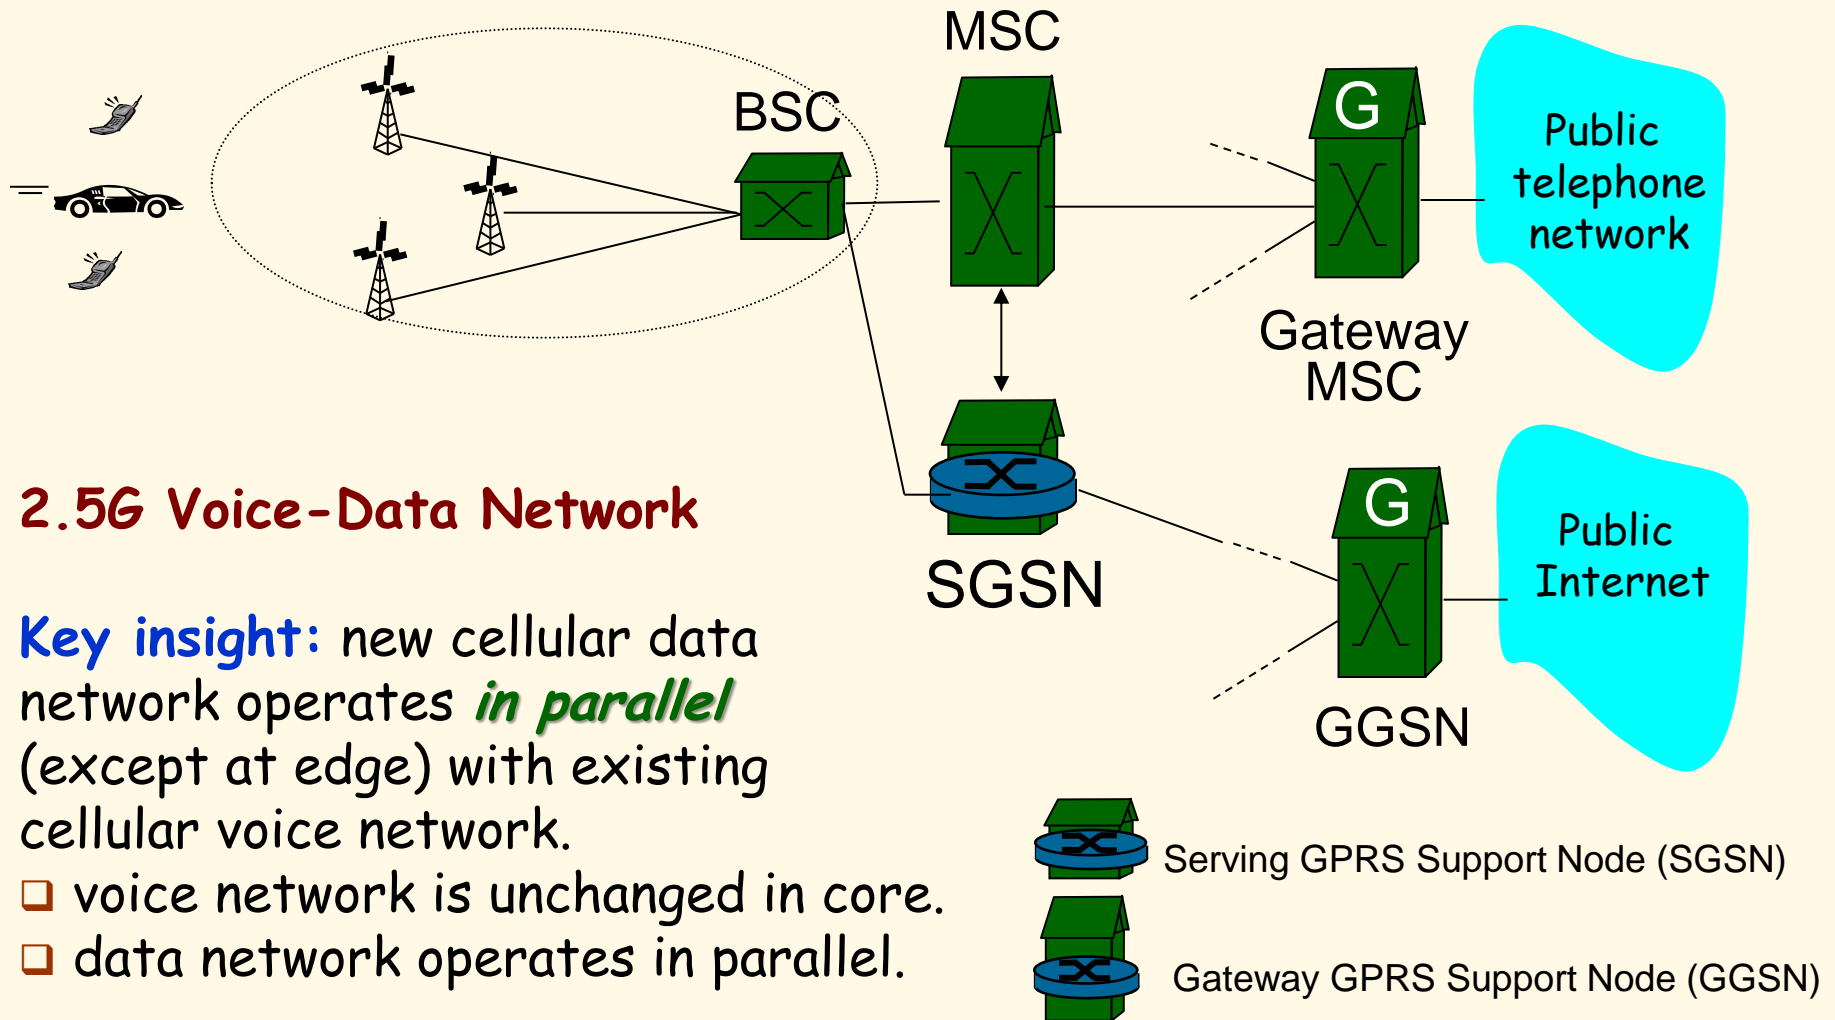 MSC
BSC
G
Public
telephone
network
Gateway
MSC
2.5G Voice-Data Network
SGSN
G
Public
Internet
GGSN
Key insight: new cellular data
network operates in parallel
(except at edge) with existing
cellular voice network.
voice network is unchanged in core.
data network operates in parallel.
Serving GPRS Support Node (SGSN)
Gateway GPRS Support Node (GGSN)